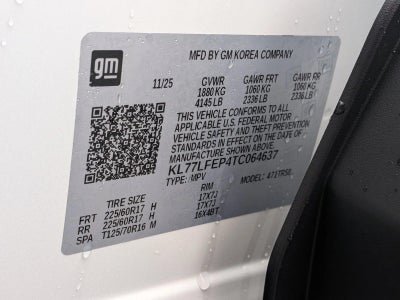 gm
MFD BY GM KOREA COMPANY
11/25 GVWR GAWR FRT GAWR RR
1880 KG 1060 KG 1060 KG
4145 LB 2336 LB 2336 LB
THIS VEHICLE CONFORMS TO ALL
APPLICABLE U.S. FEDERAL MOTOR
VEHICLE SAFETY AND THEFT PREVENTION
STANDARDS IN EFFECT ON THE DATE OF
MANUFACTURE SHOWN ABOVE.
KL77LFEP4TC064637
TYPE: MPV MODEL:
TIRE SIZE RIM
FRT 225/60R17 H 17X7J
RR 225/60R17 H 17X7J
SPA T125/70R16 M 16X4BT